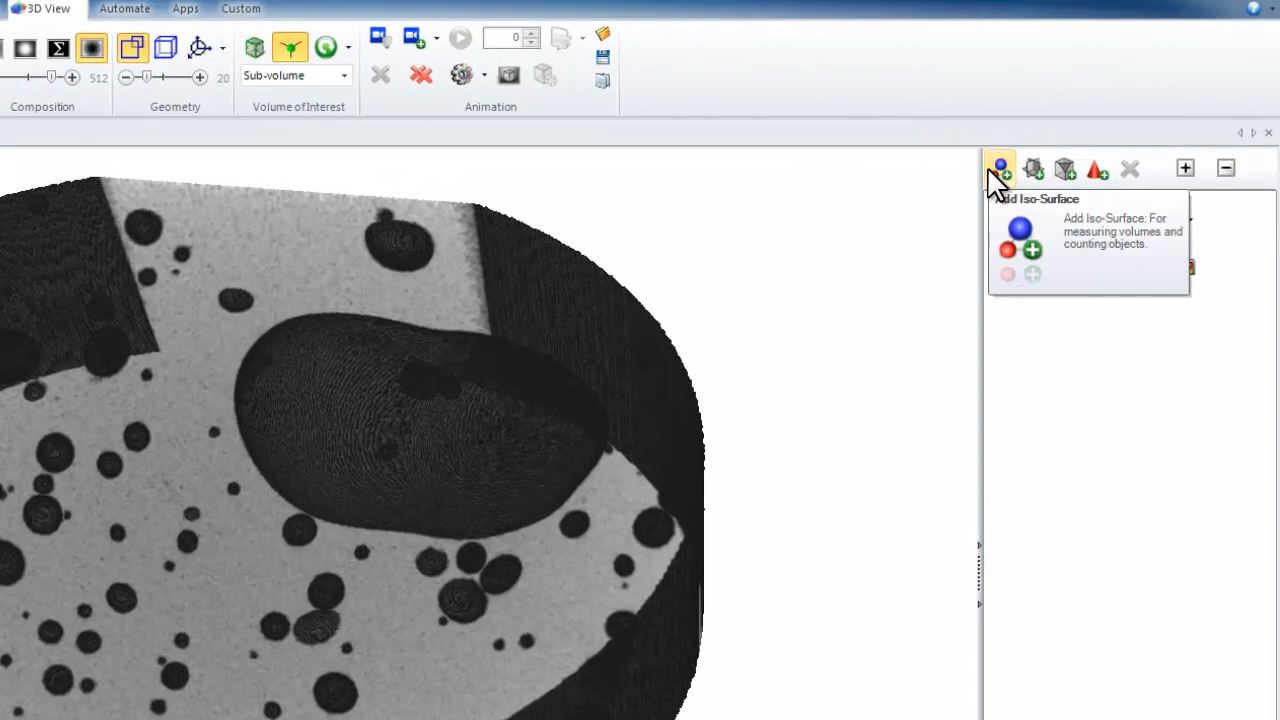 3D View Automate Apps Custom
0
512 20 Sub-volume
Composition Geometry Volume of Interest Animation
dd Iso-Surface
Add Iso-Surface: For
measuring volumes and
counting objects.